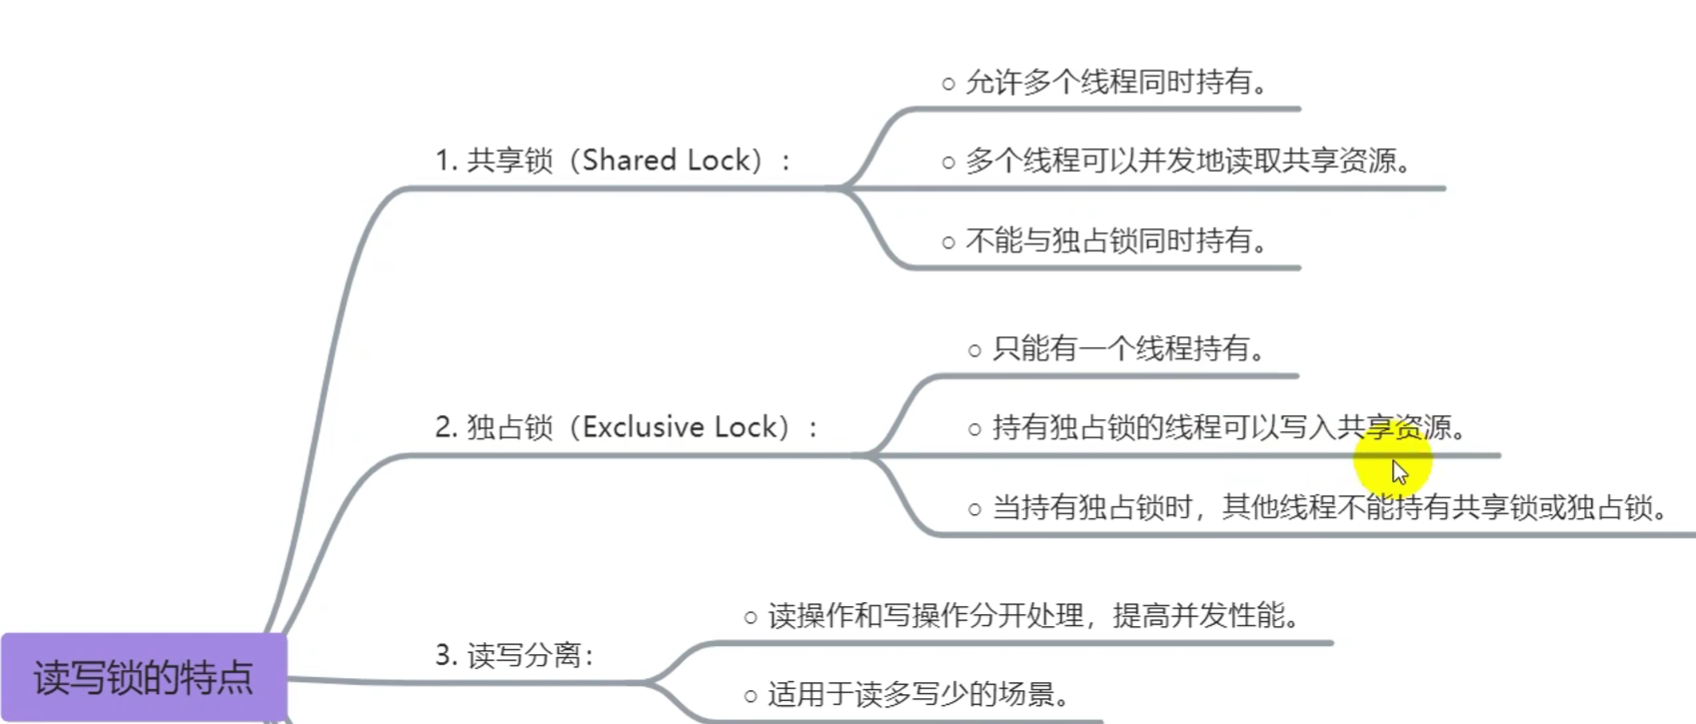 ○ 允许多个线程同时持有。
1. 共享锁（Shared Lock）:
○ 多个线程可以并发地读取共享资源。
○ 不能与独占锁同时持有。
○ 只能有一个线程持有。
2. 独占锁（Exclusive Lock）:
○ 持有独占锁的线程可以写入共享资源。
○ 当持有独占锁时，其他线程不能持有共享锁或独占锁。
○ 读操作和写操作分开处理，提高并发性能。
3. 读写分离:
○ 适用于读多写少的场景。
读写锁的特点